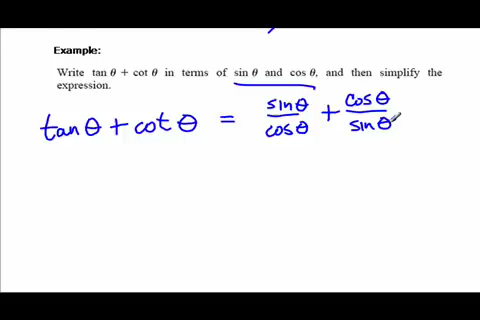 Example:
Write tan θ + cot θ in terms of sin θ and cos θ, and then simplify the
expression.
tan θ + cot θ = sin θ / cos θ + cos θ / sin θ